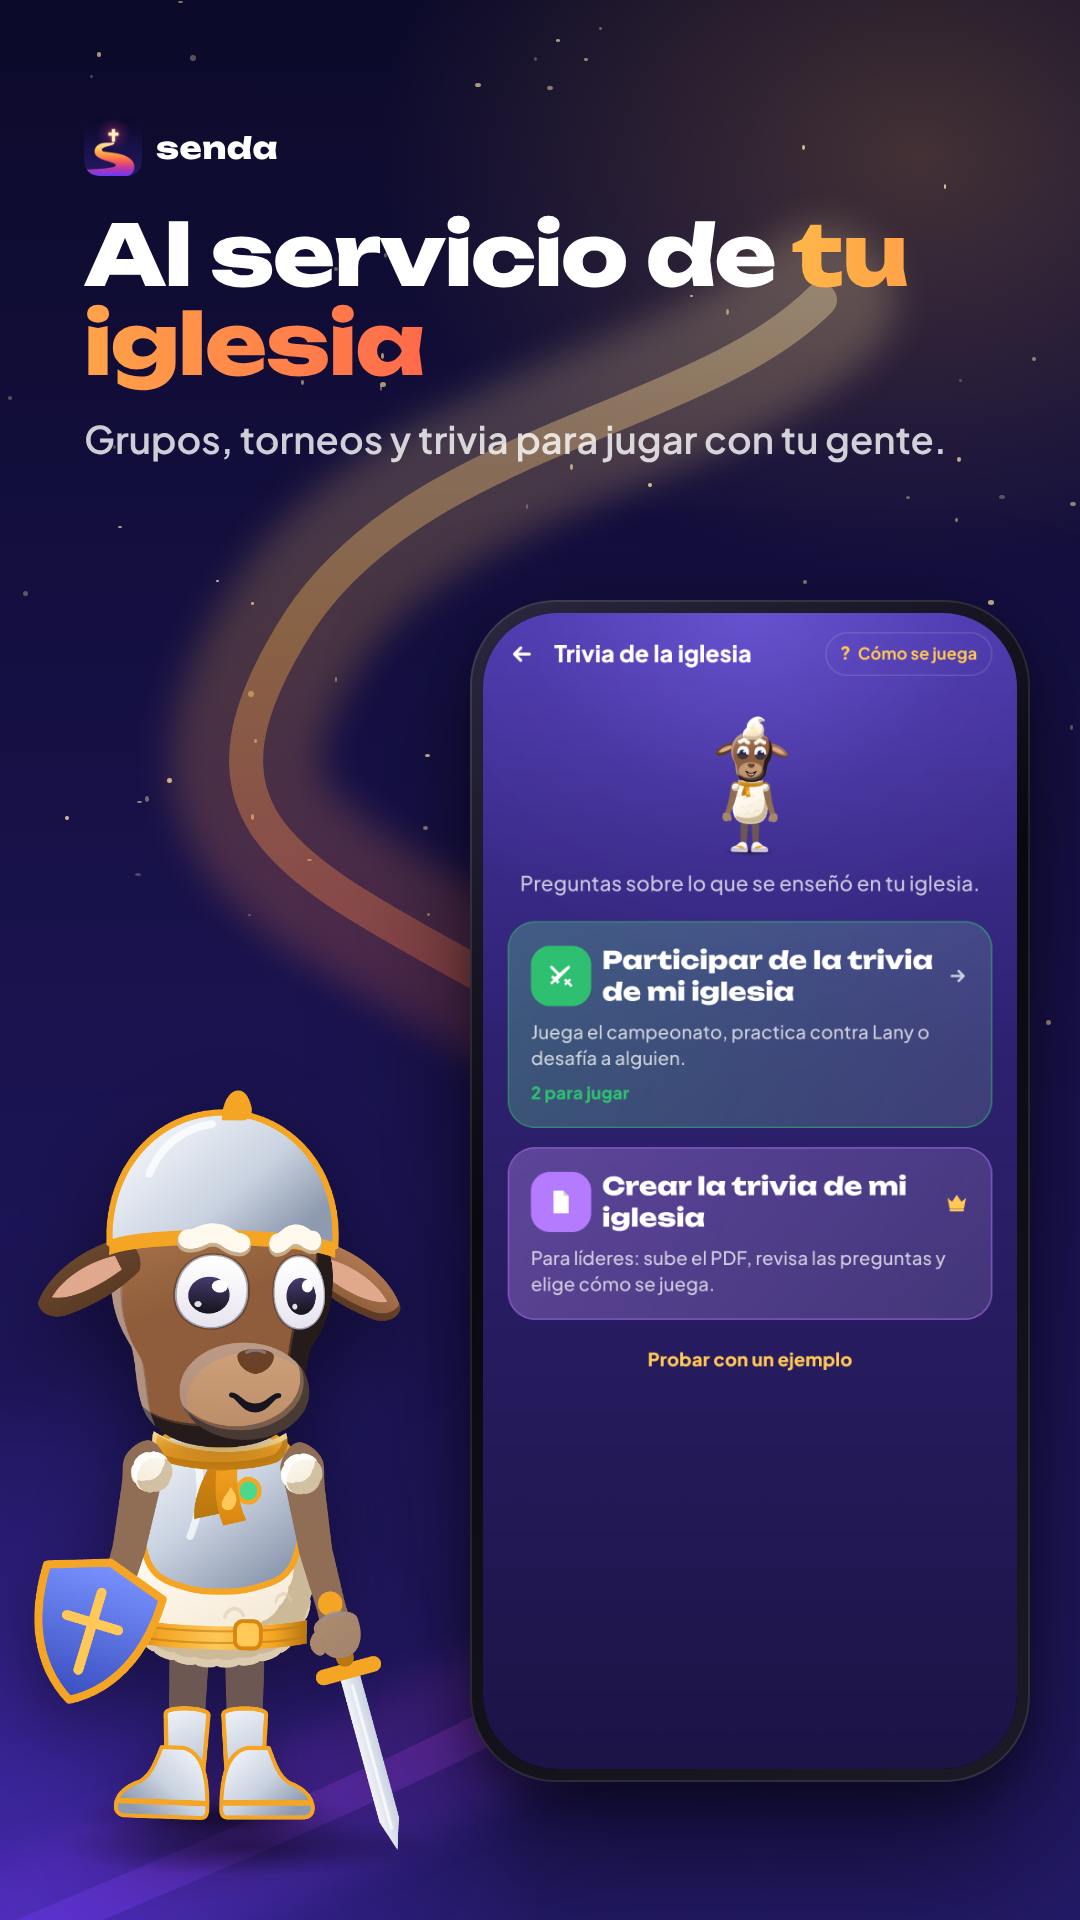 senda
Al servicio de tu
iglesia
Grupos, torneos y trivia para jugar con tu gente.
Trivia de la iglesia
? Cómo se juega
Preguntas sobre lo que se enseñó en tu iglesia.
Participar de la trivia
de mi iglesia
Juega el campeonato, practica contra Lany o
desafía a alguien.
2 para jugar
Crear la trivia de mi
iglesia
Para líderes: sube el PDF, revisa las preguntas y
elige cómo se juega.
Probar con un ejemplo